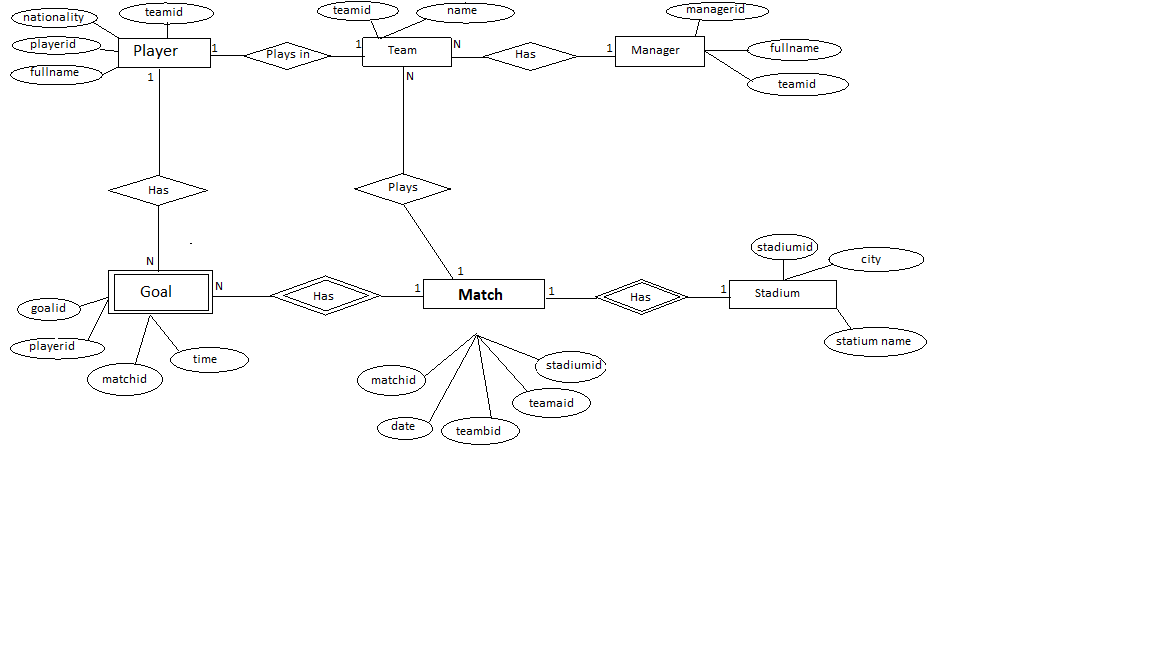 nationality
teamid
teamid
name
managerid
playerid
Player
1
Plays in
1
Team
N
Has
1
Manager
fullname
fullname
1
N
teamid
Has
Plays
N
1
stadiumid
city
Goal
N
Has
1
Match
1
Has
1
Stadium
goalid
playerid
matchid
time
statium name
matchid
stadiumid
teamaid
date
teambid